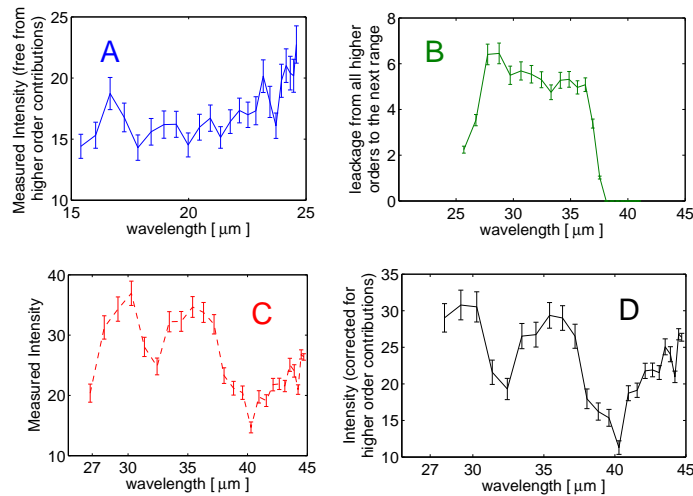 Measured Intensity (free from
higher order contributions)
25
20
15
10
A
15
20
25
wavelength [ μm]
leackage from all higher
orders to the next range
8
6
4
2
0
B
25
30
35
40
45
wavelength [ μm]
Measured Intensity
40
30
20
10
C
27
30
35
40
45
wavelength [ μm]
Intensity (corrected for
higher order contributions)
35
30
25
20
15
10
D
27
30
35
40
45
wavelength [ μm]